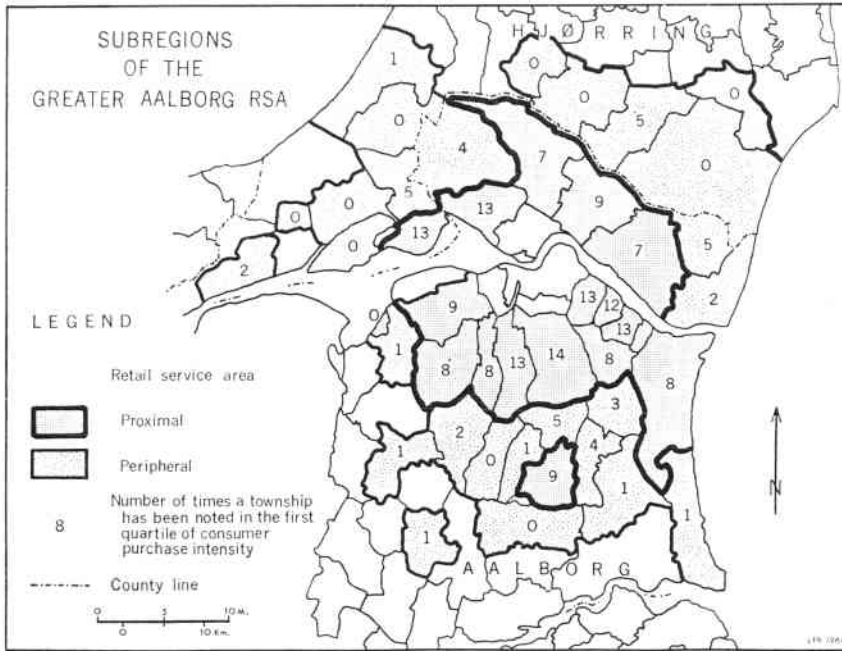 SUBREGIONS
OF THE
GREATER AALBORG RSA
HJØRRING
1
0
0
0
0
5
4
0
7
5
9
0
0
13
13
0
7
5
2
2
9
13
12
0
13
1
8
8
13
14
8
8
3
2
5
1
0
1
4
9
1
0
1
1
AALBORG
N
LEGEND
Retail service area
Proximal
Peripheral
8 Number of times a township
has been noted in the first
quartile of consumer
purchase intensity
County line
0 5 10 M.
0 10 Km.